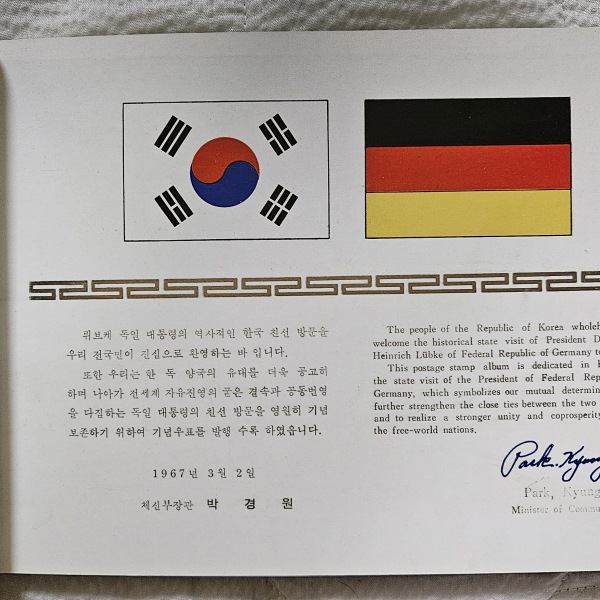 뤼브케 독일 대통령의 역사적인 한국 친선 방문을
우리 전국민이 진심으로 환영하는 바 입니다.
또한 우리는 한 독 양국의 유대를 더욱 공고히
하며 나아가 전세계 자유진영의 굳은 결속과 공동번영
을 다짐하는 독일 대통령의 친선 방문을 영원히 기념
보존하기 위하여 기념우표를 발행 수록 하였읍니다.
1967년 3월 2일
체신부장관 박 경 원
The people of the Republic of Korea
welcome the historical state visit of President
Heinrich Lübke of Federal Republic of Germany
This postage stamp album is dedicated in
the state visit of the President of Federal
Germany, which symbolizes our mutual
further strengthen the close ties between the two
and to realize a stronger unity and coprosperity
the free-world nations.
Park, Kyung
Park, Kyung
Minister of